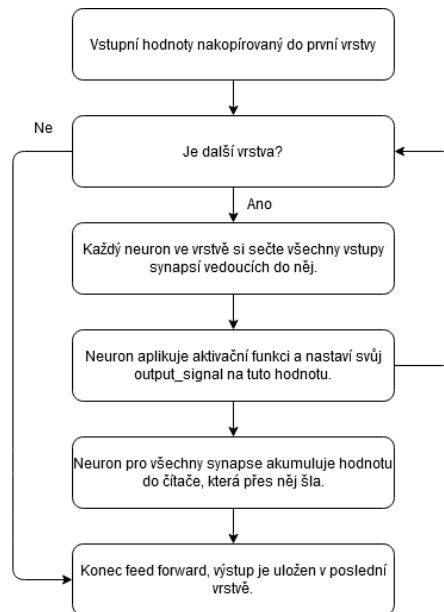 Vstupní hodnoty nakopírovaný do první vrstvy
Ne
Je další vrstva?
Ano
Každý neuron ve vrstvě si sečte všechny vstupy
synapsí vedoucích do něj.
Neuron aplikuje aktivační funkci a nastaví svůj
output_signal na tuto hodnotu.
Neuron pro všechny synapse akumuluje hodnotu
do čítače, která přes něj šla.
Konec feed forward, výstup je uložen v poslední
vrstvě.